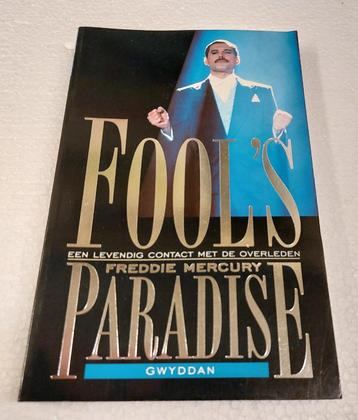 FOOL'S
EEN LEVENDIG CONTACT MET DE OVERLEDEN
FREDDIE MERCURY
PARADISE
GWYDDAN